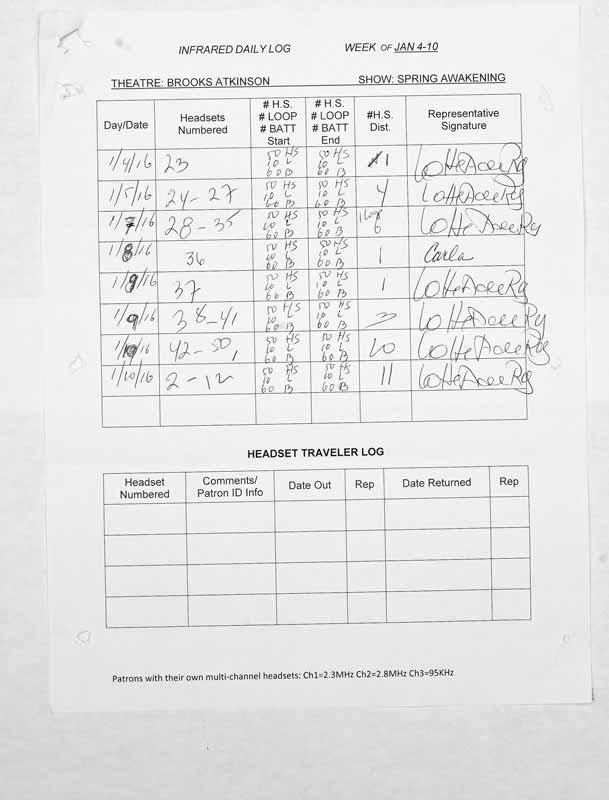 INFRARED DAILY LOG WEEK OF JAN 4-10
THEATRE: BROOKS ATKINSON SHOW: SPRING AWAKENING
Day/Date Headsets Numbered # H.S. # LOOP # BATT Start # H.S. # LOOP # BATT End #H.S. Dist. Representative Signature
1/4/16 23 50 HS 10 L 60 B 50 HS 10 L 60 B 1
1/5/16 24-27 50 HS 10 L 60 B 50 HS 10 L 60 B 4
1/7/16 28-35 50 HS 10 L 60 B 50 HS 10 L 60 B 1 Loop 6
1/8/16 36 50 HS 10 L 60 B 50 HS 10 L 60 B 1 Carla
1/9/16 37 50 HS 10 L 60 B 50 HS 10 L 60 B 1
1/9/16 38-41 50 HS 10 L 60 B 50 HS 10 L 60 B 3
1/10/16 42-50, 1 50 HS 10 L 60 B 50 HS 10 L 60 B 10
1/10/16 2-12 50 HS 10 L 60 B 50 HS 10 L 60 B 11
HEADSET TRAVELER LOG
Headset Numbered Comments/ Patron ID Info Date Out Rep Date Returned Rep
Patrons with their own multi-channel headsets: Ch1=2.3MHz Ch2=2.8MHz Ch3=95KHz